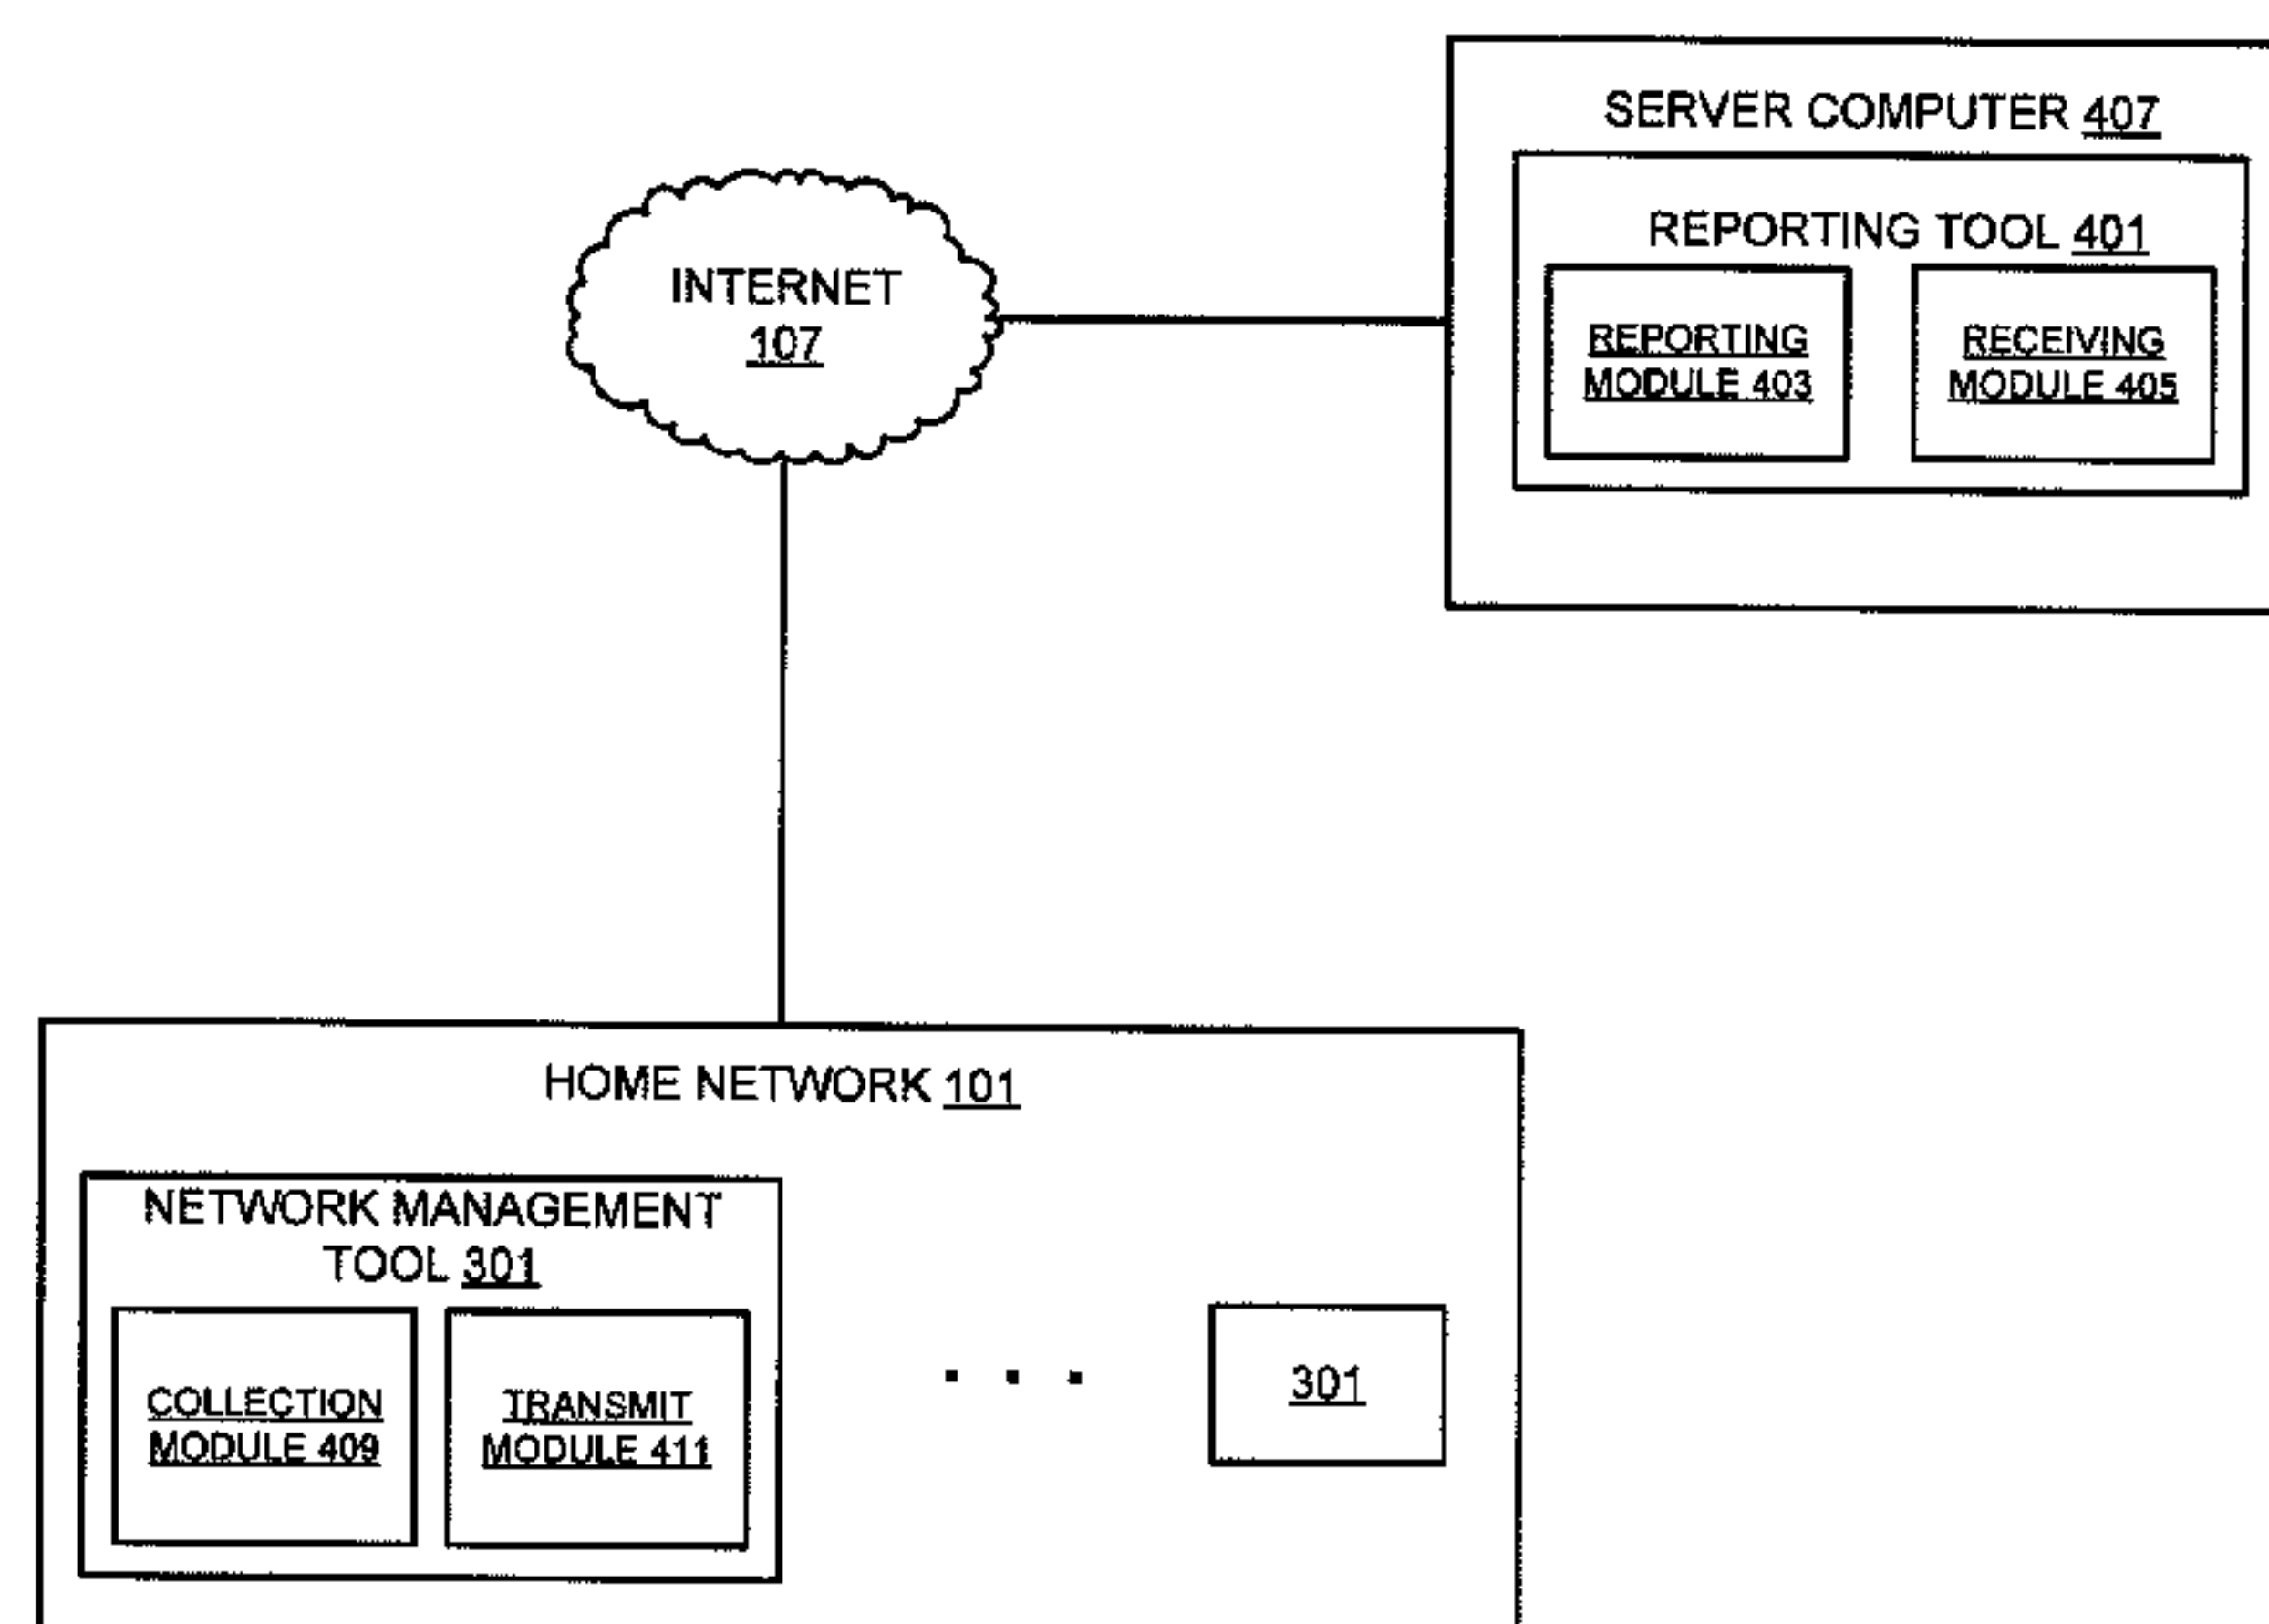 SERVER COMPUTER 407
REPORTING TOOL 401
INTERNET
107
REPORTING
MODULE 403
RECEIVING
MODULE 405
HOME NETWORK 101
NETWORK MANAGEMENT
TOOL 301
COLLECTION
MODULE 409
TRANSMIT
MODULE 411
. . .
301